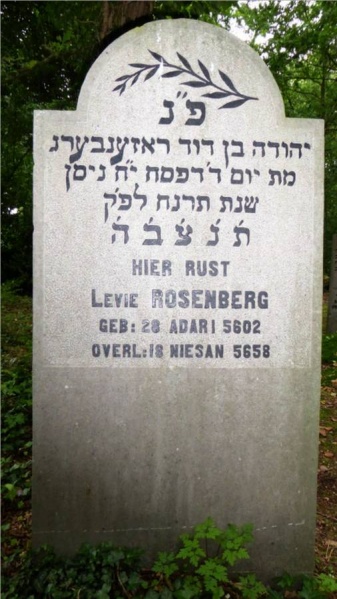 פ״נ
יהודה בן דוד ראזענבערג
מת יום ד׳דפסח י״ח ניסן
שנת תרנח לפ״ק
ת׳ נ׳ צ׳ ב׳ ה׳
HIER RUST
LEVIE ROSENBERG
GEB: 28 ADAR I 5602
OVERL: 18 NIESAN 5658